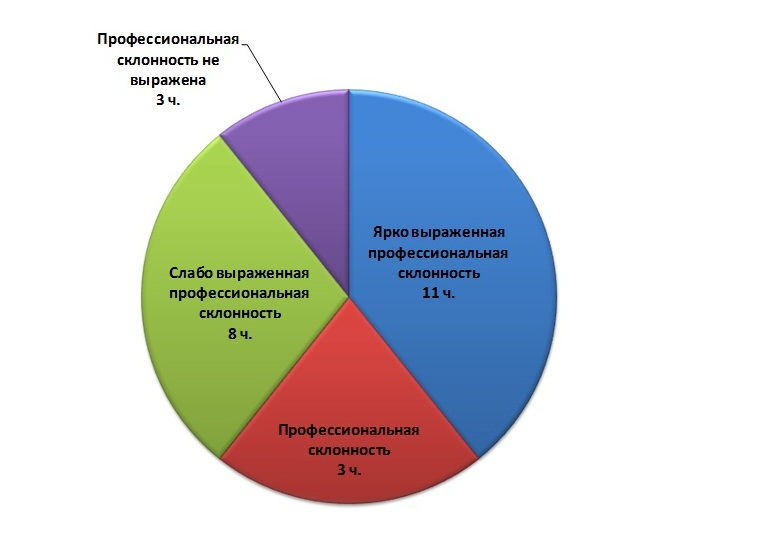 Профессиональная
склонность не
выражена
3 ч.
Ярко выраженная
профессиональная
склонность
11 ч.
Слабо выраженная
профессиональная
склонность
8 ч.
Профессиональная
склонность
3 ч.